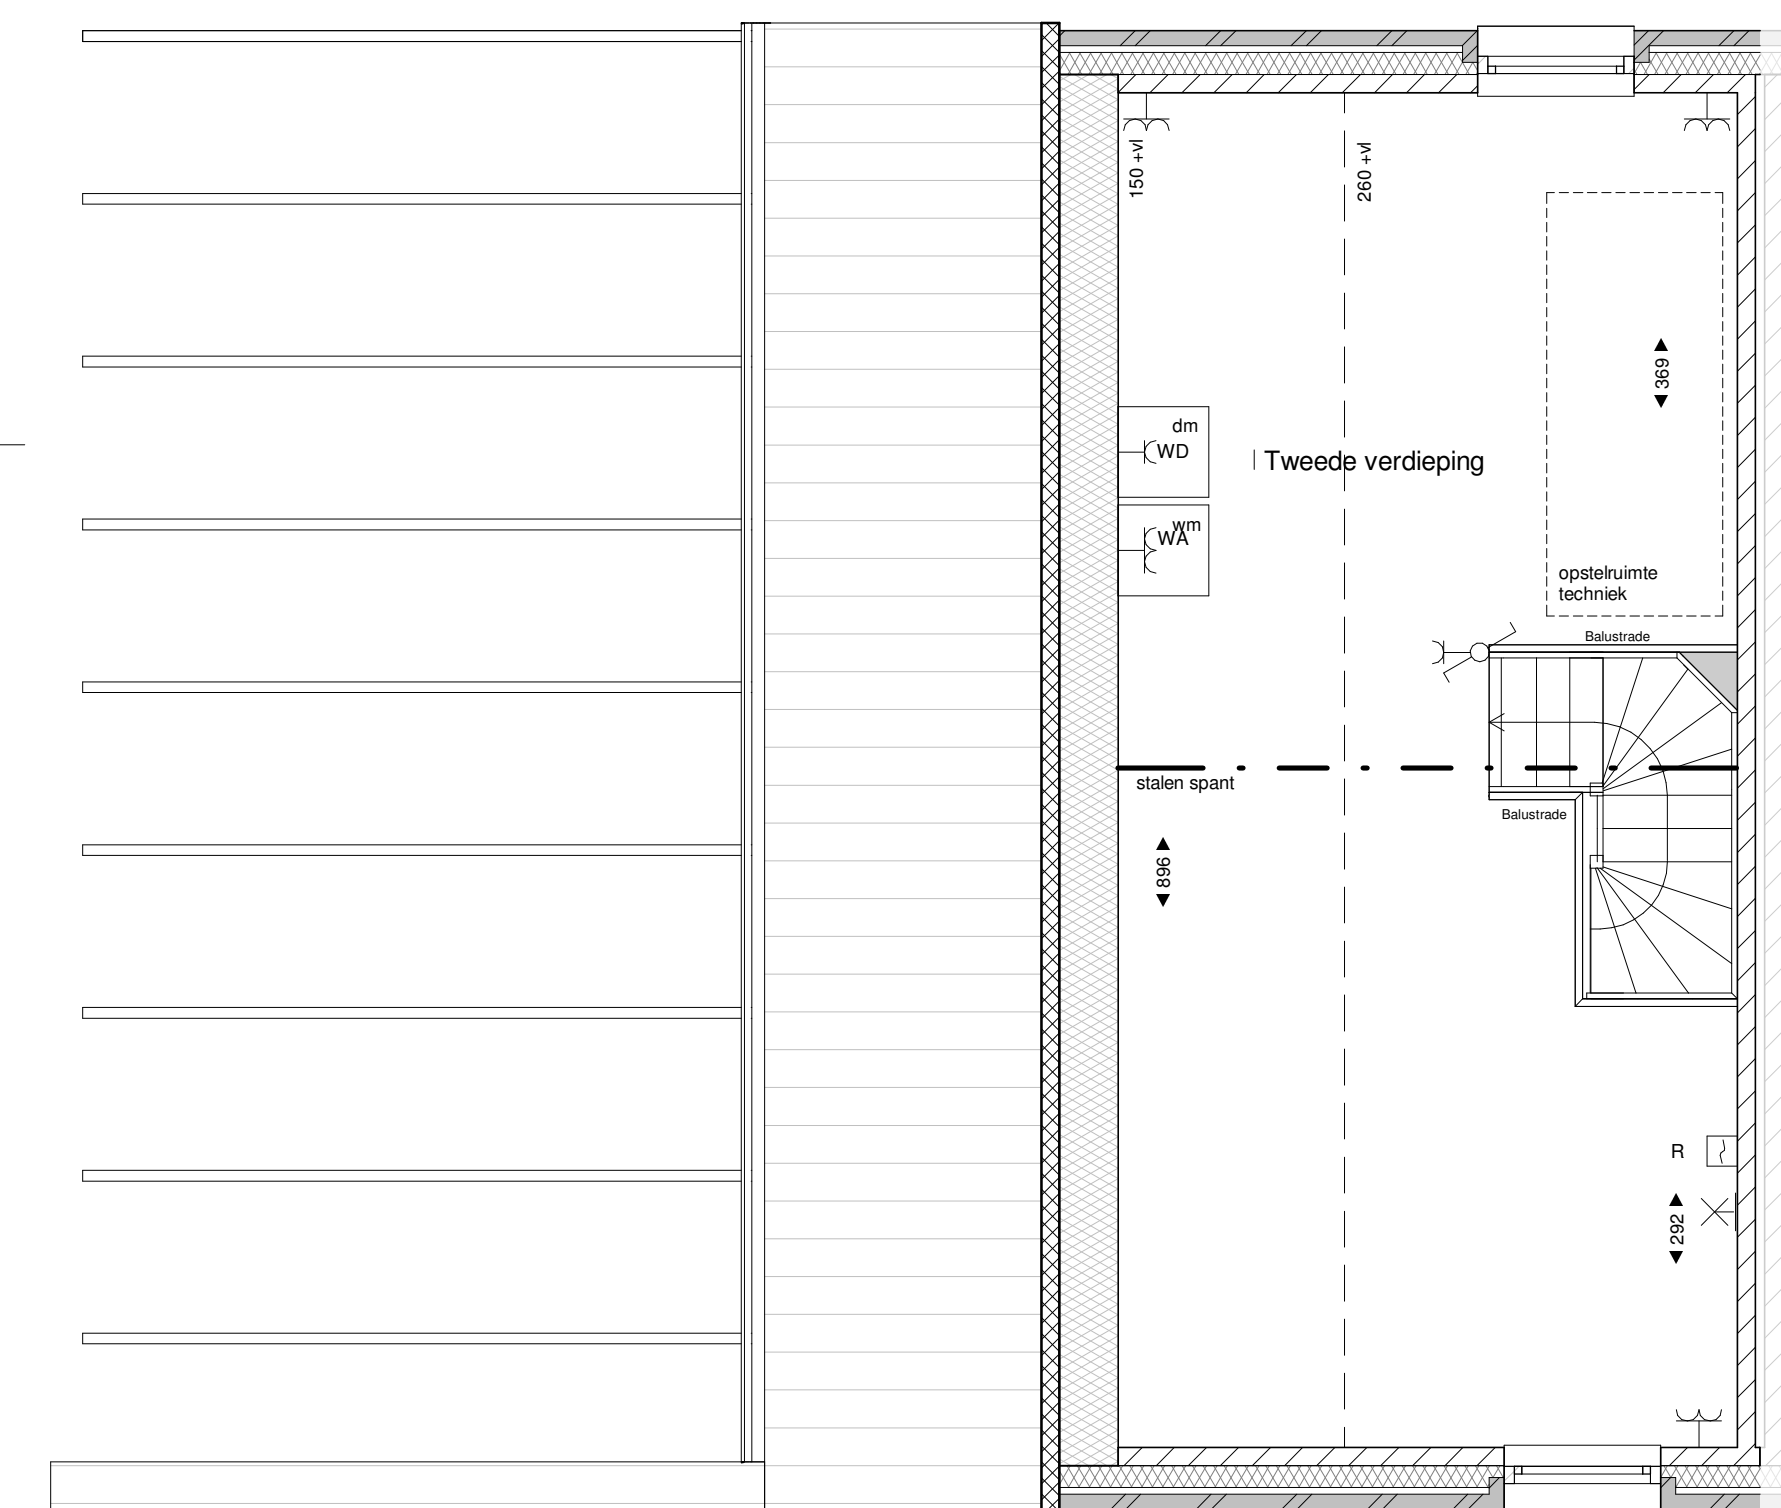 150 +vl
260 +vl
369
dm
WD
Tweede verdieping
wm
WA
opstelruimte
techniek
Balustrade
stalen spant
Balustrade
896
R
292